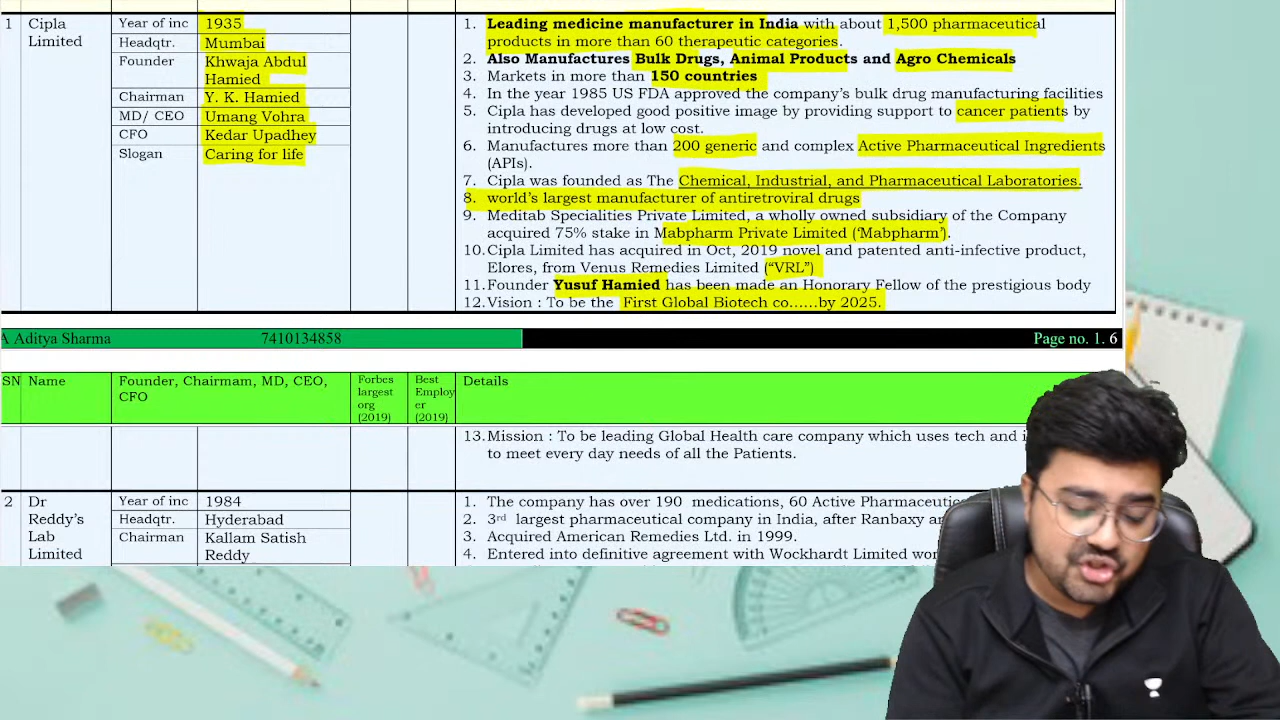 1 Cipla Limited
Year of inc 1935
Headqtr. Mumbai
Founder Khwaja Abdul Hamied
Chairman Y. K. Hamied
MD/ CEO Umang Vohra
CFO Kedar Upadhey
Slogan Caring for life
1. Leading medicine manufacturer in India with about 1,500 pharmaceutical
products in more than 60 therapeutic categories.
2. Also Manufactures Bulk Drugs, Animal Products and Agro Chemicals
3. Markets in more than 150 countries
4. In the year 1985 US FDA approved the company's bulk drug manufacturing facilities
5. Cipla has developed good positive image by providing support to cancer patients by
introducing drugs at low cost.
6. Manufactures more than 200 generic and complex Active Pharmaceutical Ingredients
(APIs).
7. Cipla was founded as The Chemical, Industrial, and Pharmaceutical Laboratories.
8. world's largest manufacturer of antiretroviral drugs
9. Meditab Specialities Private Limited, a wholly owned subsidiary of the Company
acquired 75% stake in Mabpharm Private Limited ('Mabpharm').
10. Cipla Limited has acquired in Oct, 2019 novel and patented anti-infective product,
Elores, from Venus Remedies Limited ("VRL")
11. Founder Yusuf Hamied has been made an Honorary Fellow of the prestigious body
12. Vision : To be the First Global Biotech co......by 2025.
A Aditya Sharma 7410134858 Page no. 1. 6
SN Name
Founder, Chairmam, MD, CEO,
CFO
Forbes
largest
org
(2019)
Best
Employ
er
(2019)
Details
13. Mission : To be leading Global Health care company which uses tech and
to meet every day needs of all the Patients.
2 Dr
Reddy's
Lab
Limited
Year of inc 1984
Headqtr. Hyderabad
Chairman Kallam Satish
Reddy
1. The company has over 190 medications, 60 Active
2. 3rd largest pharmaceutical company in India, after Ranbaxy
3. Acquired American Remedies Ltd. in 1999.
4. Entered into definitive agreement with Wockhardt Limited